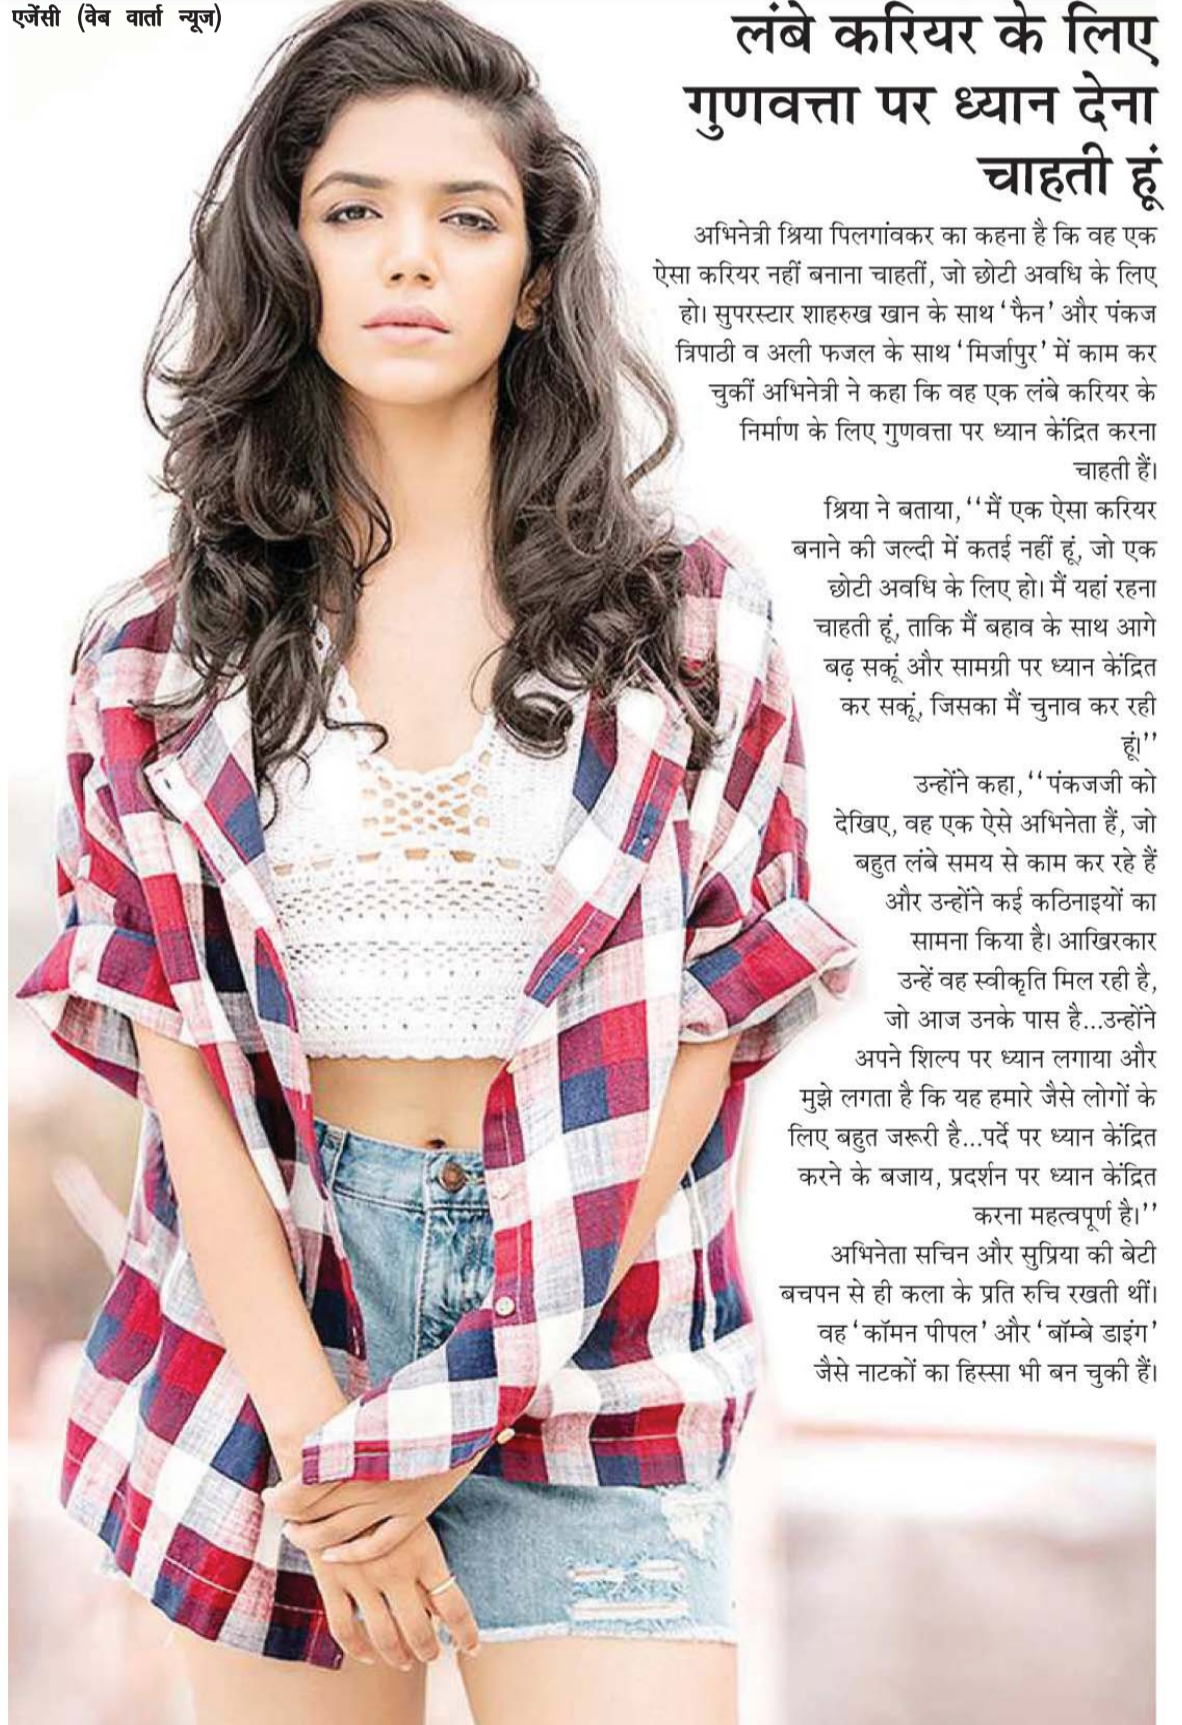 एजेंसी (वेब वार्ता न्यूज)
लंबे करियर के लिए
गुणवत्ता पर ध्यान देना
चाहती हूं
अभिनेत्री श्रिया पिलगांवकर का कहना है कि वह एक
ऐसा करियर नहीं बनाना चाहतीं, जो छोटी अवधि के लिए
हो। सुपरस्टार शाहरुख खान के साथ ‘फैन’ और पंकज
त्रिपाठी व अली फजल के साथ ‘मिर्जापुर’ में काम कर
चुकीं अभिनेत्री ने कहा कि वह एक लंबे करियर के
निर्माण के लिए गुणवत्ता पर ध्यान केंद्रित करना
चाहती हैं।
श्रिया ने बताया, ‘‘मैं एक ऐसा करियर
बनाने की जल्दी में कतई नहीं हूं, जो एक
छोटी अवधि के लिए हो। मैं यहां रहना
चाहती हूं, ताकि मैं बहाव के साथ आगे
बढ़ सकूं और सामग्री पर ध्यान केंद्रित
कर सकूं, जिसका मैं चुनाव कर रही
हूं।’’
उन्होंने कहा, ‘‘पंकजजी को
देखिए, वह एक ऐसे अभिनेता हैं, जो
बहुत लंबे समय से काम कर रहे हैं
और उन्होंने कई कठिनाइयों का
सामना किया है। आखिरकार
उन्हें वह स्वीकृति मिल रही है,
जो आज उनके पास है...उन्होंने
अपने शिल्प पर ध्यान लगाया और
मुझे लगता है कि यह हमारे जैसे लोगों के
लिए बहुत जरूरी है...पर्दे पर ध्यान केंद्रित
करने के बजाय, प्रदर्शन पर ध्यान केंद्रित
करना महत्वपूर्ण है।’’
अभिनेता सचिन और सुप्रिया की बेटी
बचपन से ही कला के प्रति रुचि रखती थीं।
वह ‘कॉमन पीपल’ और ‘बॉम्बे डाइंग’
जैसे नाटकों का हिस्सा भी बन चुकी हैं।